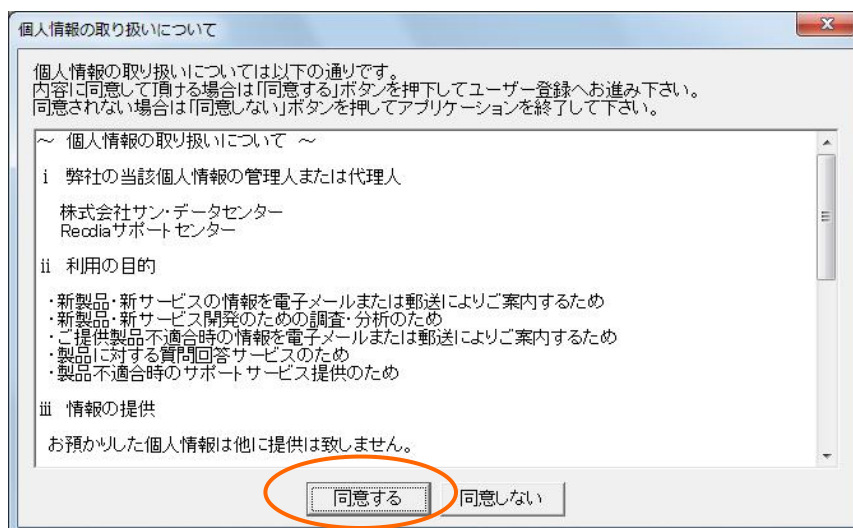 個人情報の取り扱いについて
個人情報の取り扱いについては以下の通りです。
内容に同意して頂ける場合は「同意する」ボタンを押下してユーザー登録へお進み下さい。
同意されない場合は「同意しない」ボタンを押してアプリケーションを終了して下さい。
～ 個人情報の取り扱いについて ～
ⅰ 弊社の当該個人情報の管理人または代理人
株式会社サン・データセンター
Recdiaサポートセンター
ⅱ 利用の目的
・新製品・新サービスの情報を電子メールまたは郵送によりご案内するため
・新製品・新サービス開発のための調査・分析のため
・ご提供製品不適合時の情報を電子メールまたは郵送によりご案内するため
・製品に対する質問回答サービスのため
・製品不適合時のサポートサービス提供のため
ⅲ 情報の提供
お預かりした個人情報は他に提供は致しません。
同意する 同意しない